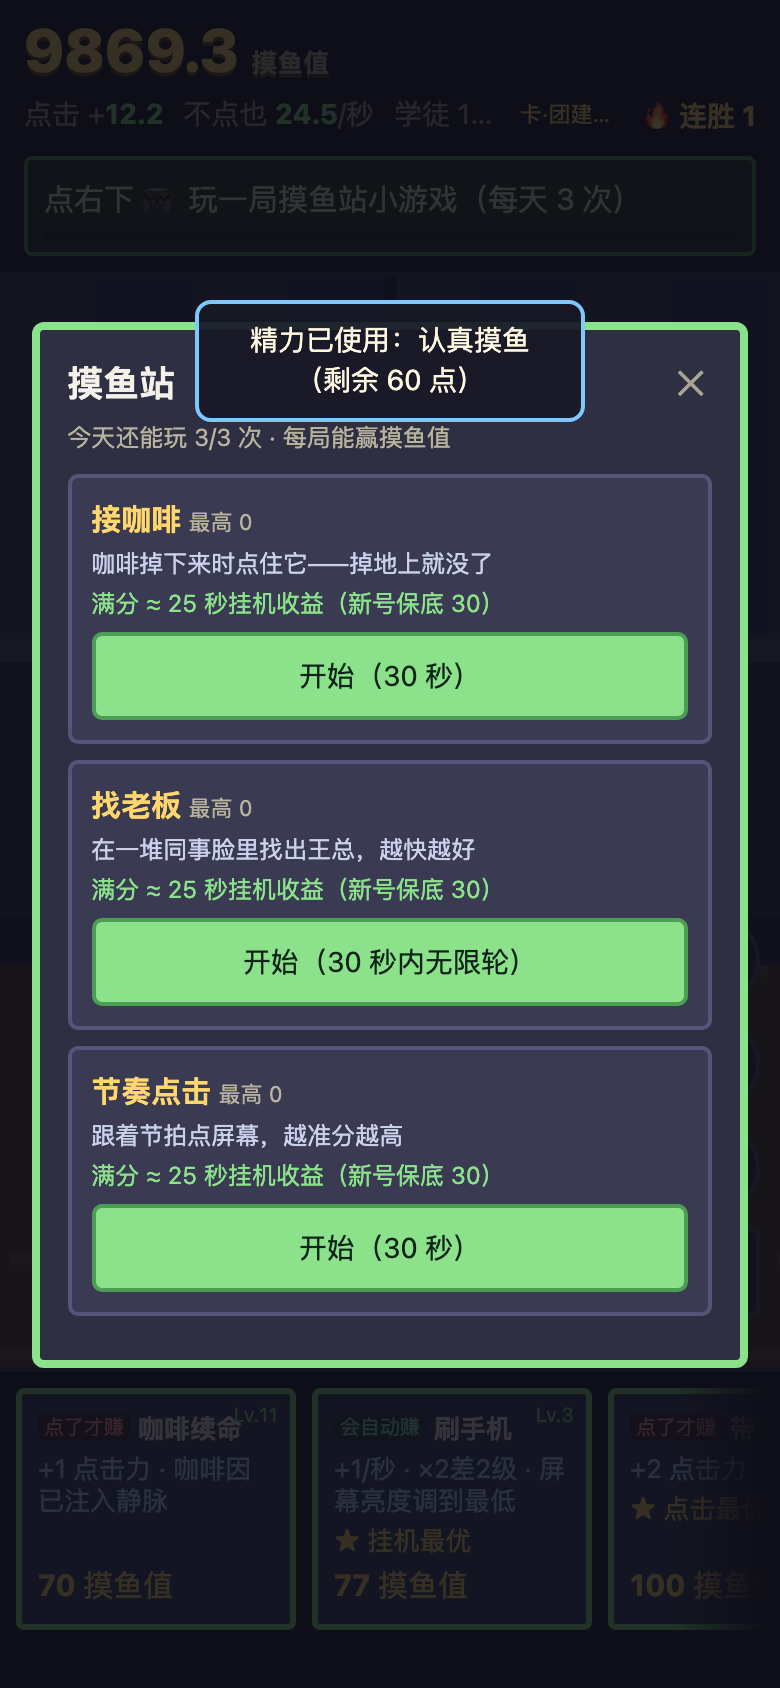 9869.3 摸鱼值
点击 +12.2 不点也 24.5/秒 学徒 1... 卡·团建... 🔥 连胜 1
点右下 🎮 玩一局摸鱼站小游戏（每天 3 次）
精力已使用：认真摸鱼
（剩余 60 点）
摸鱼站
今天还能玩 3/3 次 · 每局能赢摸鱼值
接咖啡 最高 0
咖啡掉下来时点住它——掉地上就没了
满分 ≈ 25 秒挂机收益（新号保底 30）
开始（30 秒）
找老板 最高 0
在一堆同事脸里找出王总，越快越好
满分 ≈ 25 秒挂机收益（新号保底 30）
开始（30 秒内无限轮）
节奏点击 最高 0
跟着节拍点屏幕，越准分越高
满分 ≈ 25 秒挂机收益（新号保底 30）
开始（30 秒）
点了才赚 咖啡续命 Lv.11
+1 点击力 · 咖啡因
已注入静脉
70 摸鱼值
会自动赚 刷手机 Lv.3
+1/秒 · ×2差2级 · 屏
幕亮度调到最低
★ 挂机最优
77 摸鱼值
点了才赚 带
+2 点击力
★ 点击最优
100 摸鱼值